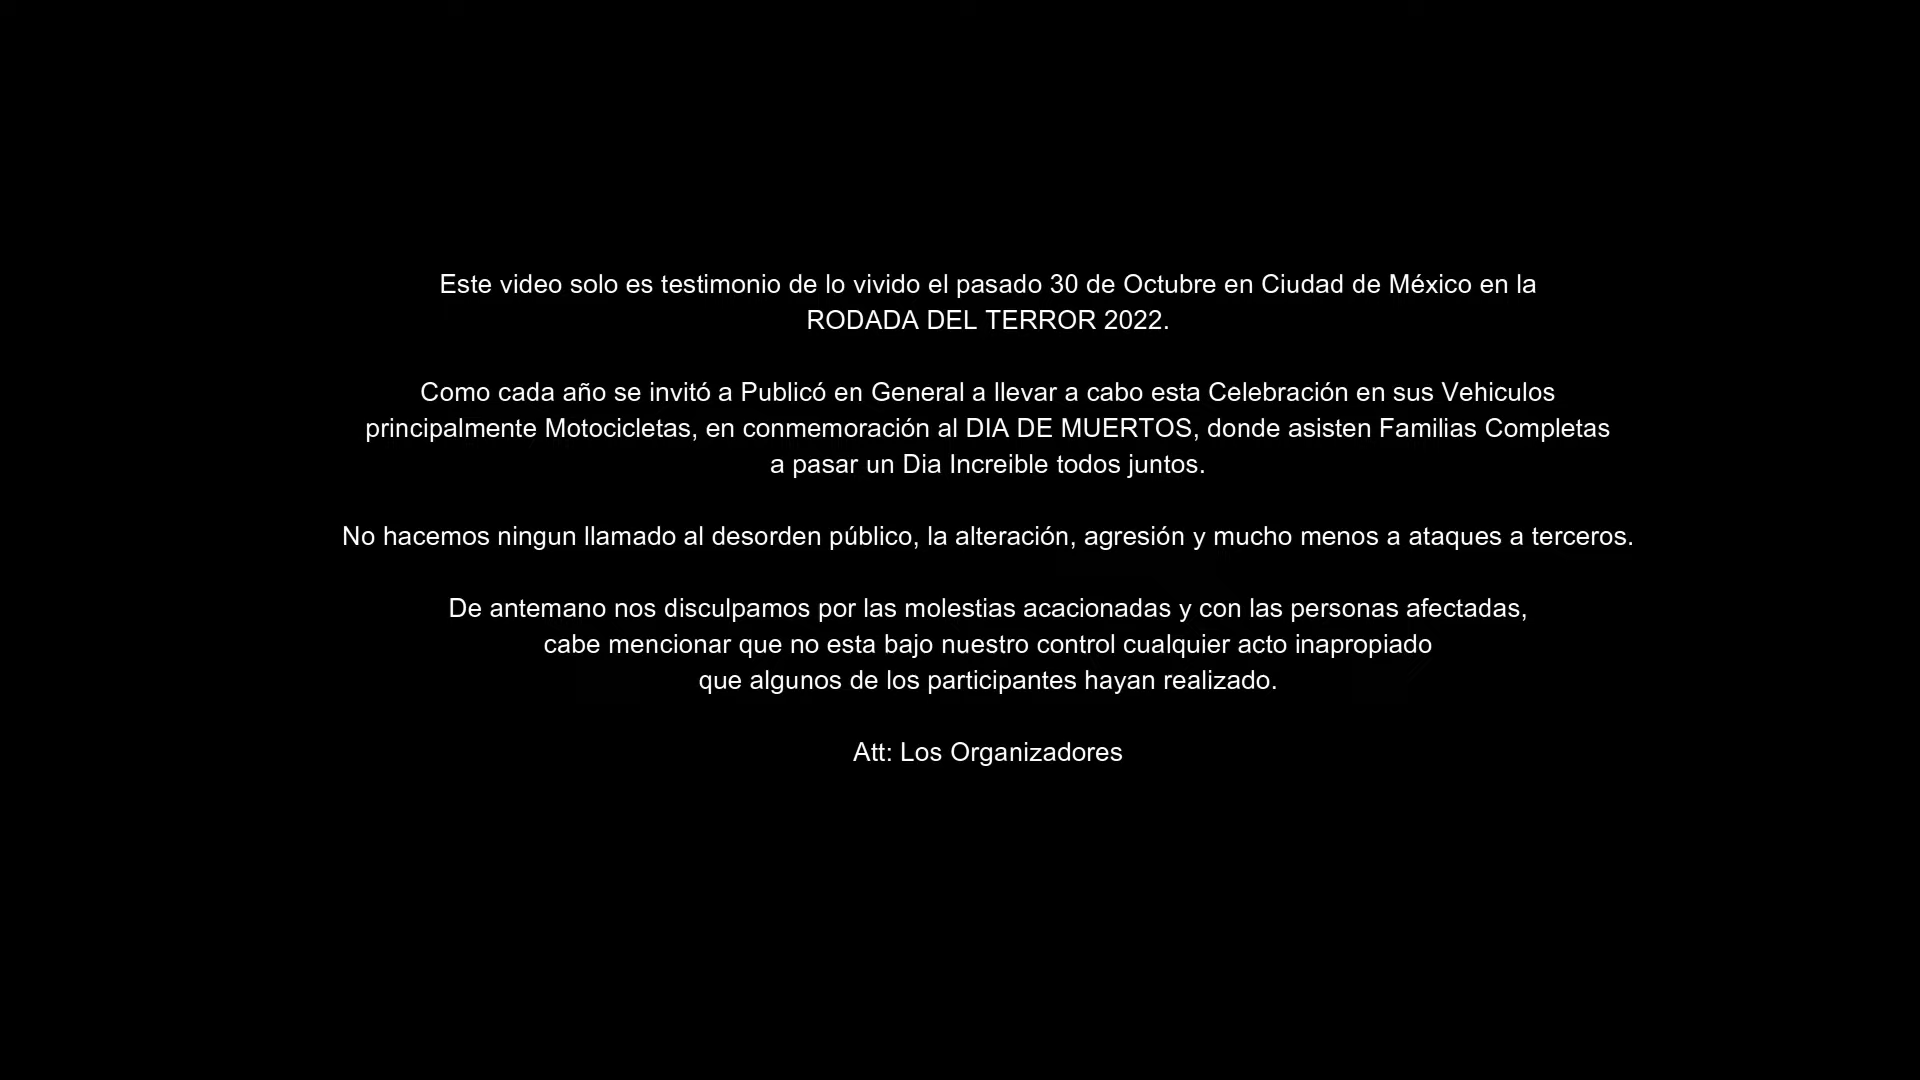 Este video solo es testimonio de lo vivido el pasado 30 de Octubre en Ciudad de México en la
RODADA DEL TERROR 2022.
Como cada año se invitó a Publicó en General a llevar a cabo esta Celebración en sus Vehiculos
principalmente Motocicletas, en conmemoración al DIA DE MUERTOS, donde asisten Familias Completas
a pasar un Dia Increible todos juntos.
No hacemos ningun llamado al desorden público, la alteración, agresión y mucho menos a ataques a terceros.
De antemano nos disculpamos por las molestias acacionadas y con las personas afectadas,
cabe mencionar que no esta bajo nuestro control cualquier acto inapropiado
que algunos de los participantes hayan realizado.
Att: Los Organizadores